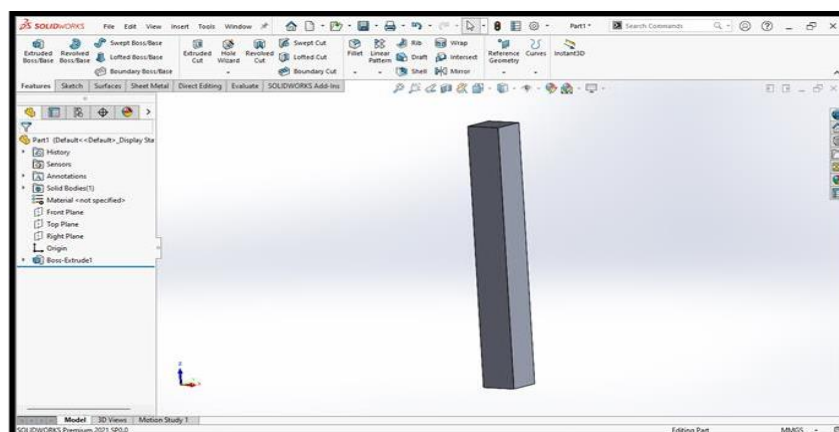 SOLIDWORKS File Edit View Insert Tools Window Part1 * Search Commands
Extruded Boss/Base
Revolved Boss/Base
Swept Boss/Base
Lofted Boss/Base
Boundary Boss/Base
Extruded Cut
Hole Wizard
Revolved Cut
Swept Cut
Lofted Cut
Boundary Cut
Fillet
Linear Pattern
Rib
Draft
Shell
Wrap
Intersect
Mirror
Reference Geometry
Curves
Instant3D
Features Sketch Surfaces Sheet Metal Direct Editing Evaluate SOLIDWORKS Add-Ins
Part1 (Default<<Default>_Display Sta
History
Sensors
Annotations
Solid Bodies(1)
Material <not specified>
Front Plane
Top Plane
Right Plane
Origin
Boss-Extrude1
Model 3D Views Motion Study 1
SOLIDWORKS Premium 2021 SP0.0 Editing Part MMGS